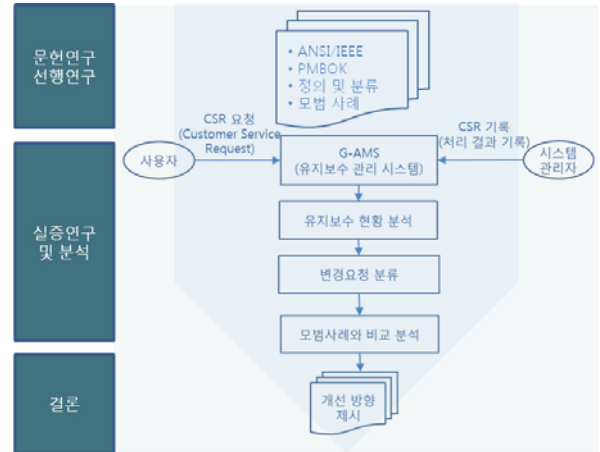 문헌연구
선행연구
• ANSI/IEEE
• PMBOK
• 정의 및 분류
• 모범 사례
CSR 요청
(Customer Service
Request)
CSR 기록
(처리 결과 기록)
사용자
G-AMS
(유지보수 관리 시스템)
시스템
관리자
실증연구
및 분석
유지보수 현황 분석
변경요청 분류
모범사례와 비교 분석
결론
개선 방향
제시